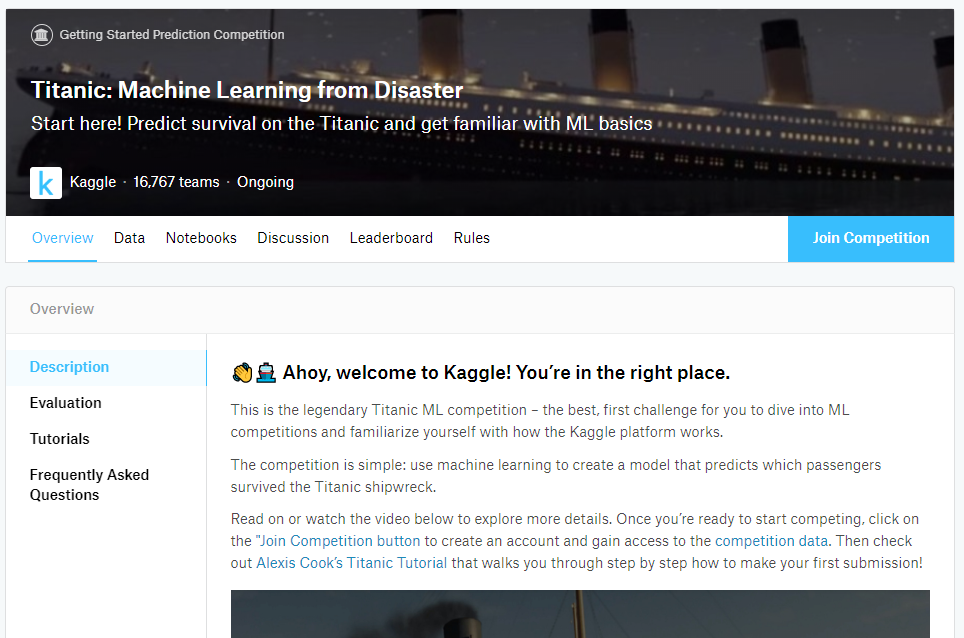 Getting Started Prediction Competition
Titanic: Machine Learning from Disaster
Start here! Predict survival on the Titanic and get familiar with ML basics
k
Kaggle · 16,767 teams · Ongoing
Overview Data Notebooks Discussion Leaderboard Rules Join Competition
Overview
Description
Evaluation
Tutorials
Frequently Asked
Questions
👋🚢 Ahoy, welcome to Kaggle! You’re in the right place.
This is the legendary Titanic ML competition – the best, first challenge for you to dive into ML
competitions and familiarize yourself with how the Kaggle platform works.
The competition is simple: use machine learning to create a model that predicts which passengers
survived the Titanic shipwreck.
Read on or watch the video below to explore more details. Once you’re ready to start competing, click on
the "Join Competition button to create an account and gain access to the competition data. Then check
out Alexis Cook’s Titanic Tutorial that walks you through step by step how to make your first submission!